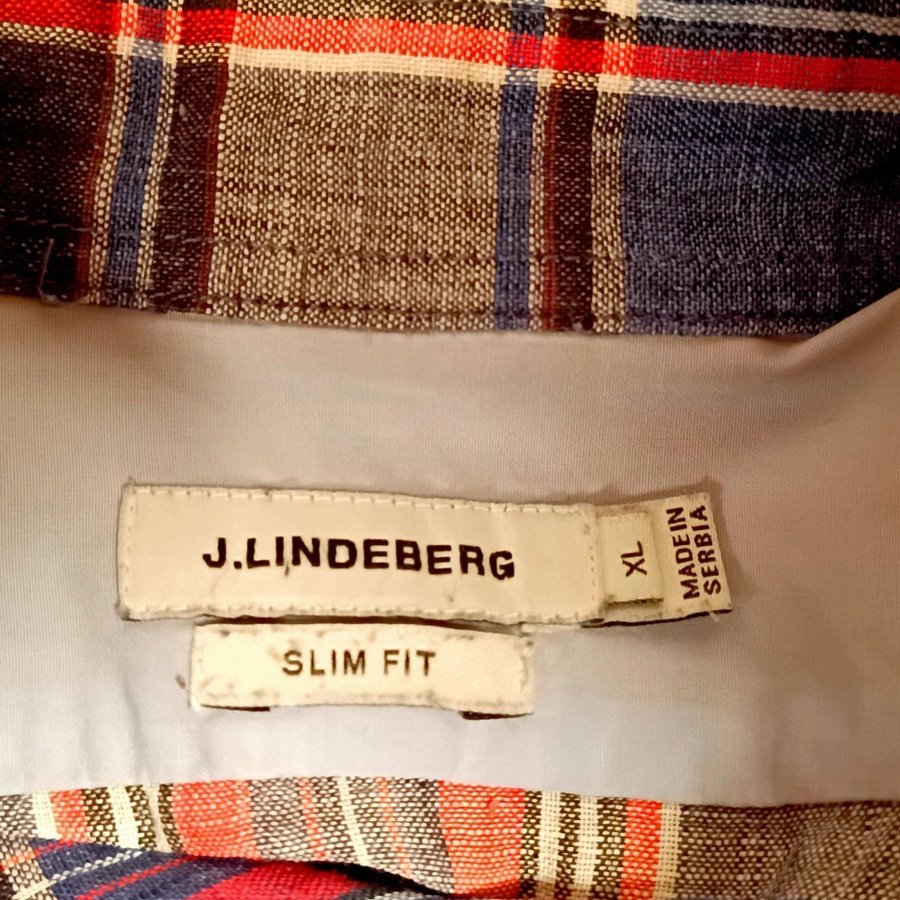 J.LINDEBERG
XL
MADE IN
SERBIA
SLIM FIT